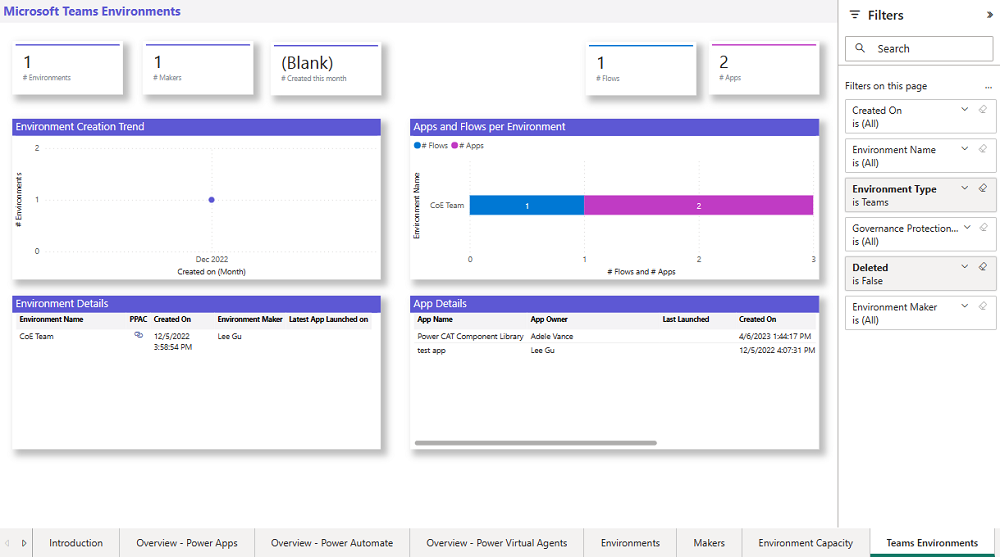 Microsoft Teams Environments
1
# Environments
1
# Makers
(Blank)
# Created this month
1
# Flows
2
# Apps
Environment Creation Trend
# Environments
2
1
0
Dec 2022
Created on (Month)
Apps and Flows per Environment
# Flows # Apps
Environment Name
CoE Team
1
2
0 1 2 3
# Flows and # Apps
Environment Details
Environment Name PPAC Created On Environment Maker Latest App Launched on
CoE Team 12/5/2022 Lee Gu
3:58:54 PM
App Details
App Name App Owner Last Launched Created On
Power CAT Component Library Adele Vance 4/6/2023 1:44:17 PM
test app Lee Gu 12/5/2022 4:07:31 PM
Filters
Search
Filters on this page ...
Created On
is (All)
Environment Name
is (All)
Environment Type
is Teams
Governance Protection...
is (All)
Deleted
is False
Environment Maker
is (All)
Introduction Overview - Power Apps Overview - Power Automate Overview - Power Virtual Agents Environments Makers Environment Capacity Teams Environments